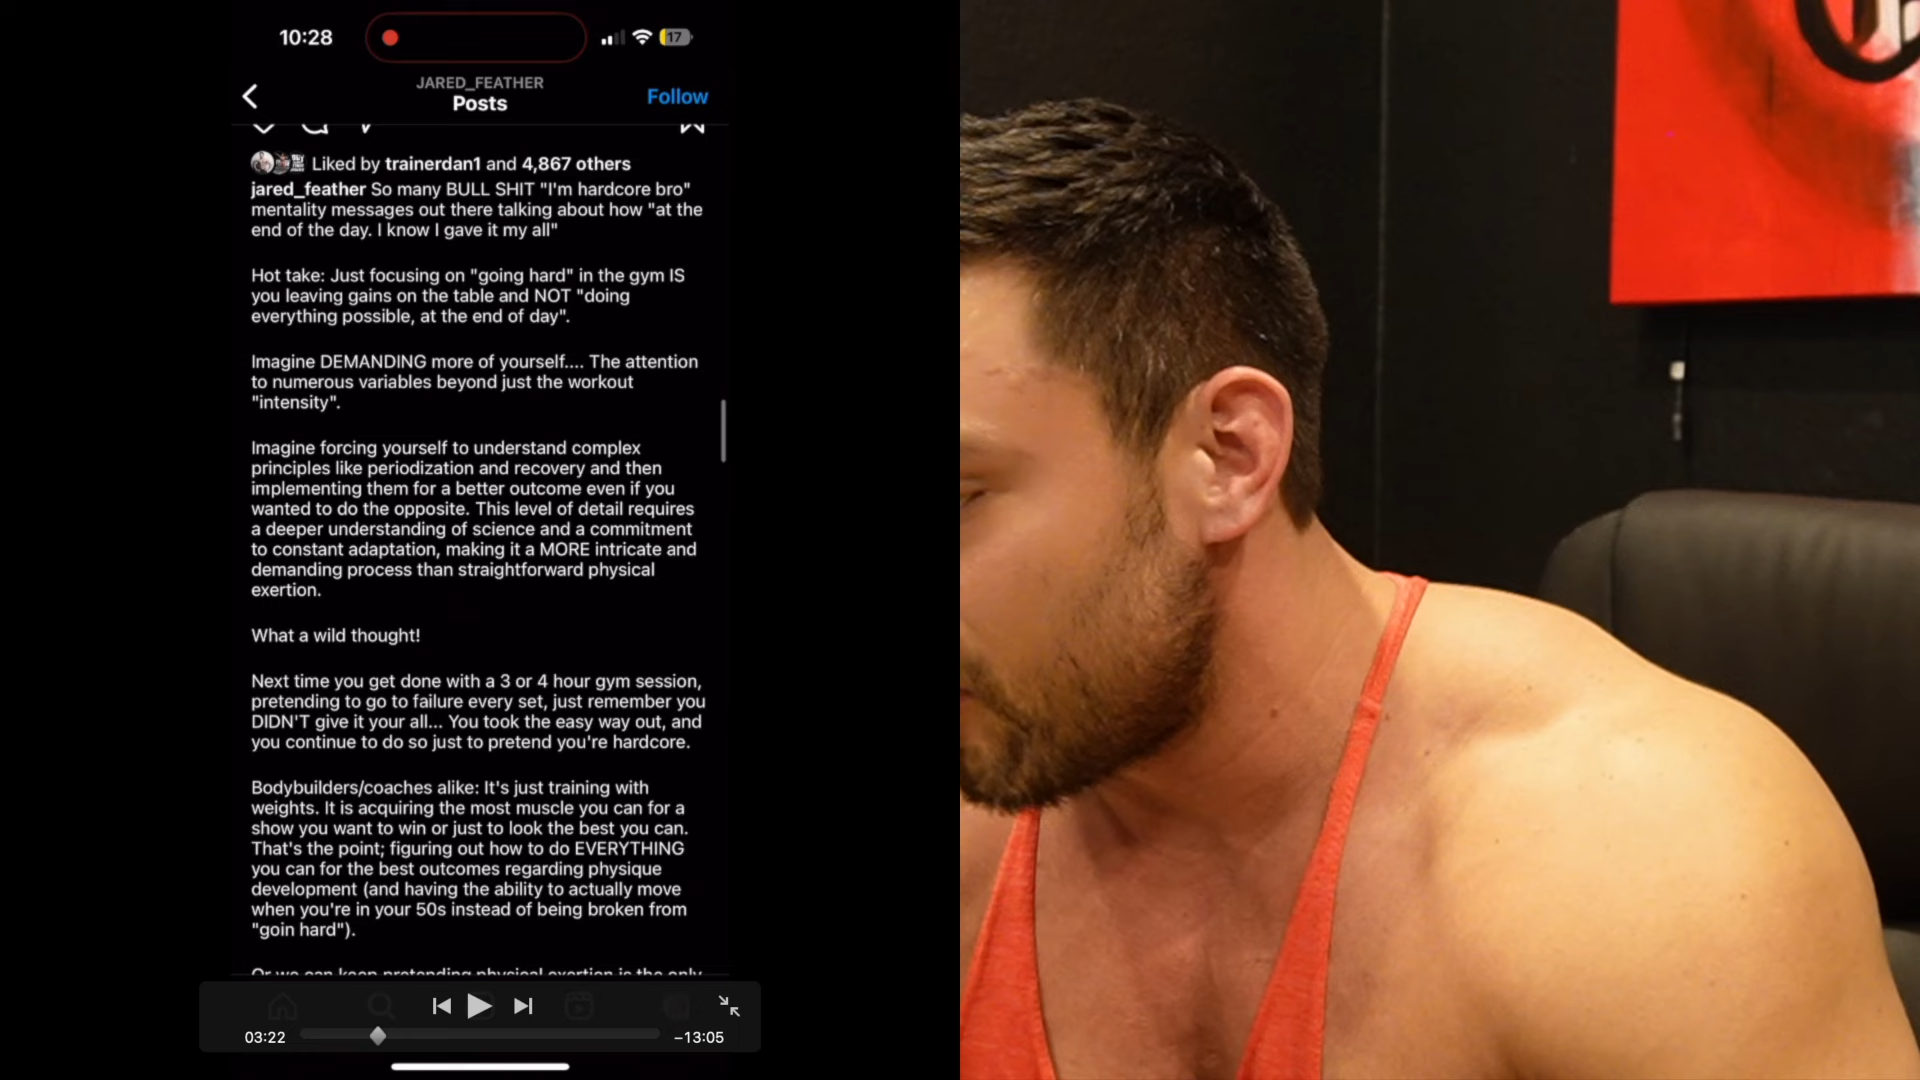 10:28
17
JARED_FEATHER
Posts
Follow
Liked by trainerdan1 and 4,867 others
jared_feather So many BULL SHIT "I'm hardcore bro"
mentality messages out there talking about how "at the
end of the day. I know I gave it my all"
Hot take: Just focusing on "going hard" in the gym IS
you leaving gains on the table and NOT "doing
everything possible, at the end of day".
Imagine DEMANDING more of yourself.... The attention
to numerous variables beyond just the workout
"intensity".
Imagine forcing yourself to understand complex
principles like periodization and recovery and then
implementing them for a better outcome even if you
wanted to do the opposite. This level of detail requires
a deeper understanding of science and a commitment
to constant adaptation, making it a MORE intricate and
demanding process than straightforward physical
exertion.
What a wild thought!
Next time you get done with a 3 or 4 hour gym session,
pretending to go to failure every set, just remember you
DIDN'T give it your all... You took the easy way out, and
you continue to do so just to pretend you're hardcore.
Bodybuilders/coaches alike: It's just training with
weights. It is acquiring the most muscle you can for a
show you want to win or just to look the best you can.
That's the point; figuring out how to do EVERYTHING
you can for the best outcomes regarding physique
development (and having the ability to actually move
when you're in your 50s instead of being broken from
"goin hard").
Or we can keep pretending physical exertion is the only
03:22
-13:05